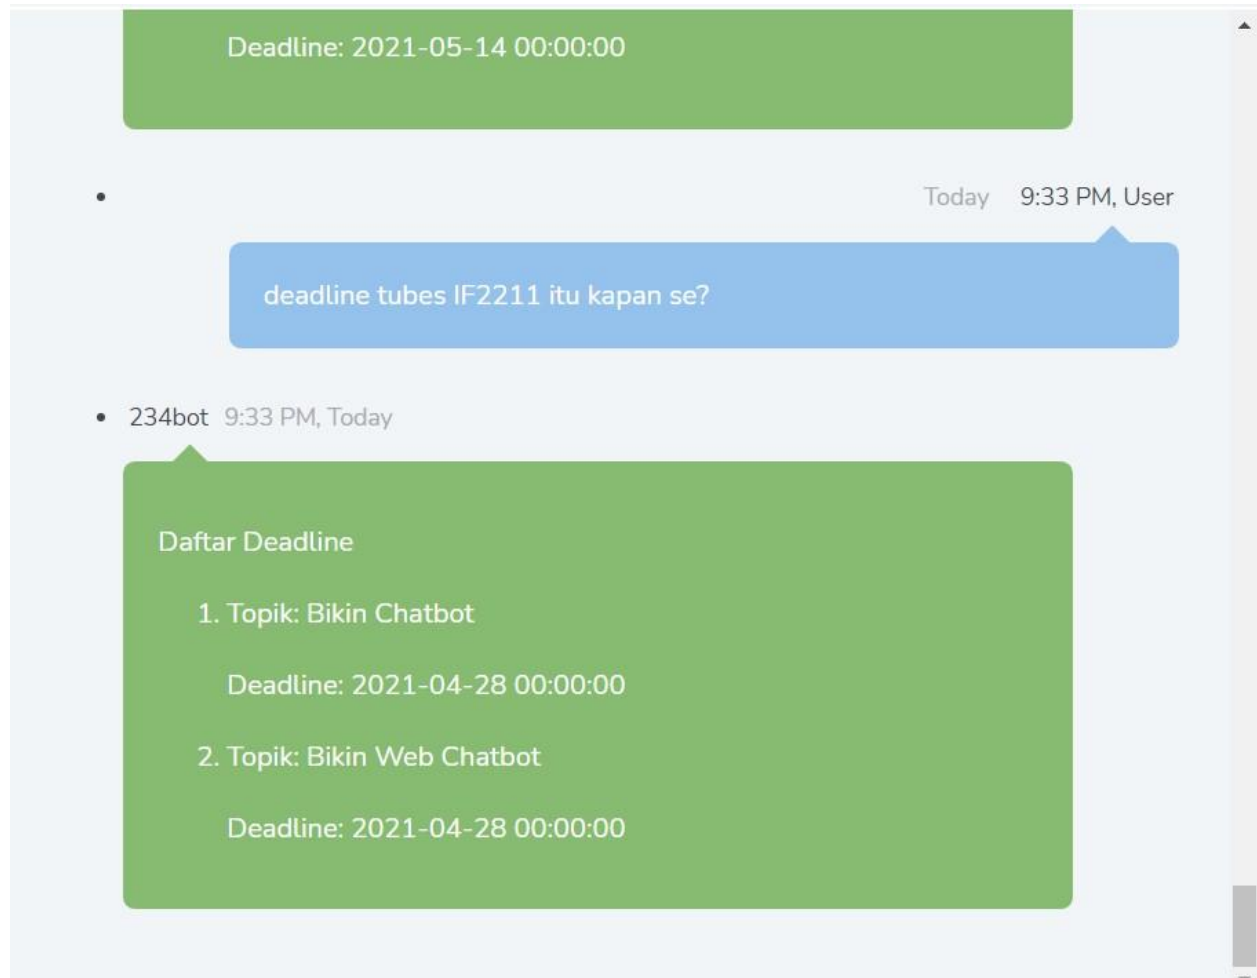 Deadline: 2021-05-14 00:00:00
Today 9:33 PM, User
deadline tubes IF2211 itu kapan se?
234bot 9:33 PM, Today
Daftar Deadline
1. Topik: Bikin Chatbot
Deadline: 2021-04-28 00:00:00
2. Topik: Bikin Web Chatbot
Deadline: 2021-04-28 00:00:00